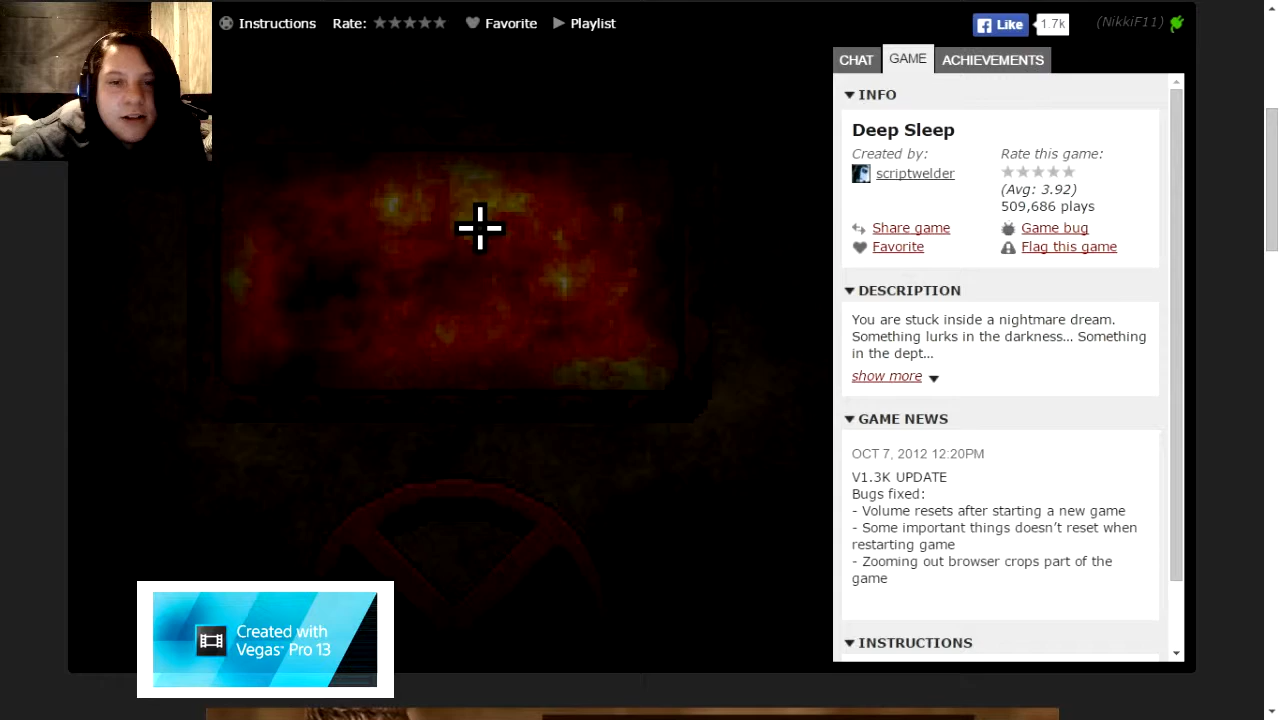 Instructions Rate: Favorite Playlist
Like 1.7k (NikkiF11)
CHAT GAME ACHIEVEMENTS
INFO
Deep Sleep
Created by:
scriptwelder
Rate this game:
(Avg: 3.92)
509,686 plays
Share game Game bug
Favorite Flag this game
DESCRIPTION
You are stuck inside a nightmare dream.
Something lurks in the darkness... Something
in the dept...
show more
GAME NEWS
OCT 7, 2012 12:20PM
V1.3K UPDATE
Bugs fixed:
- Volume resets after starting a new game
- Some important things doesn't reset when
restarting game
- Zooming out browser crops part of the
game
INSTRUCTIONS
Created with
Vegas™ Pro 13